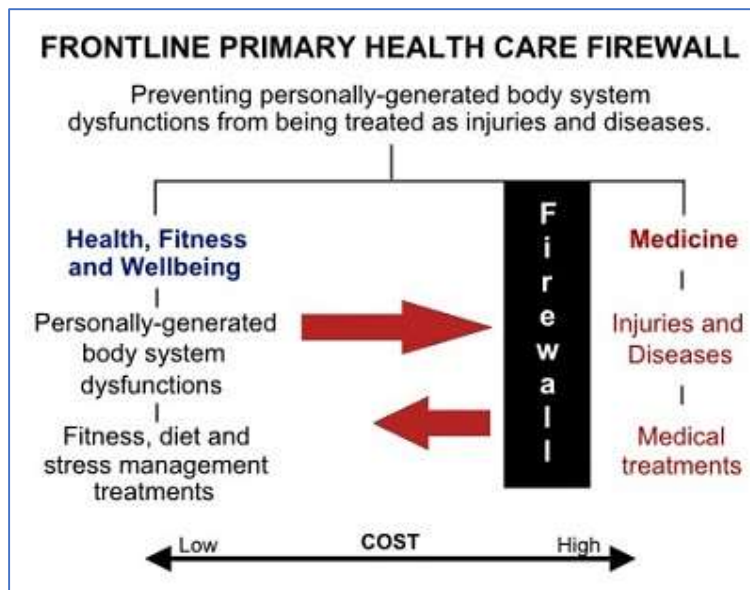 FRONTLINE PRIMARY HEALTH CARE FIREWALL
Preventing personally-generated body system
dysfunctions from being treated as injuries and diseases.
Health, Fitness
and Wellbeing
Personally-generated
body system
dysfunctions
Fitness, diet and
stress management
treatments
Firewall
Medicine
Injuries and
Diseases
Medical
treatments
Low COST High